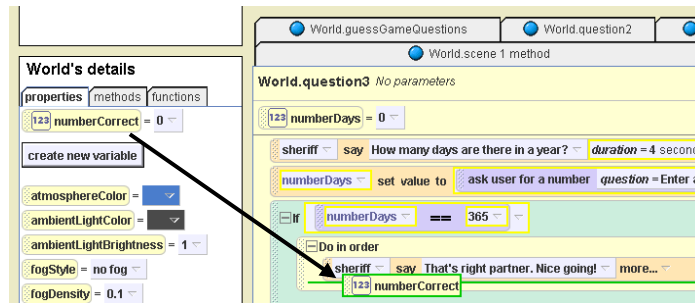 World.guessGameQuestions
World.question2
World.scene 1 method
World's details
properties methods functions
123 numberCorrect = 0
create new variable
atmosphereColor =
ambientLightColor =
ambientLightBrightness = 1
fogStyle = no fog
fogDensity = 0.1
World.question3 No parameters
123 numberDays = 0
sheriff say How many days are there in a year? duration = 4 second
numberDays set value to ask user for a number question = Enter a
If numberDays == 365
Do in order
sheriff say That's right partner. Nice going! more...
123 numberCorrect